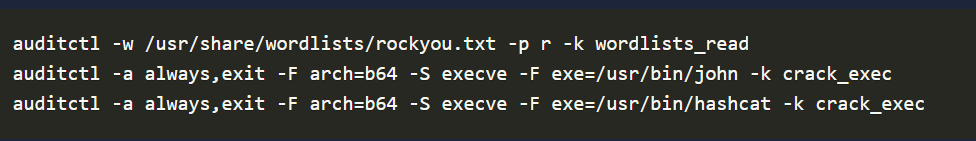 auditctl -w /usr/share/wordlists/rockyou.txt -p r -k wordlists_read
auditctl -a always,exit -F arch=b64 -S execve -F exe=/usr/bin/john -k crack_exec
auditctl -a always,exit -F arch=b64 -S execve -F exe=/usr/bin/hashcat -k crack_exec